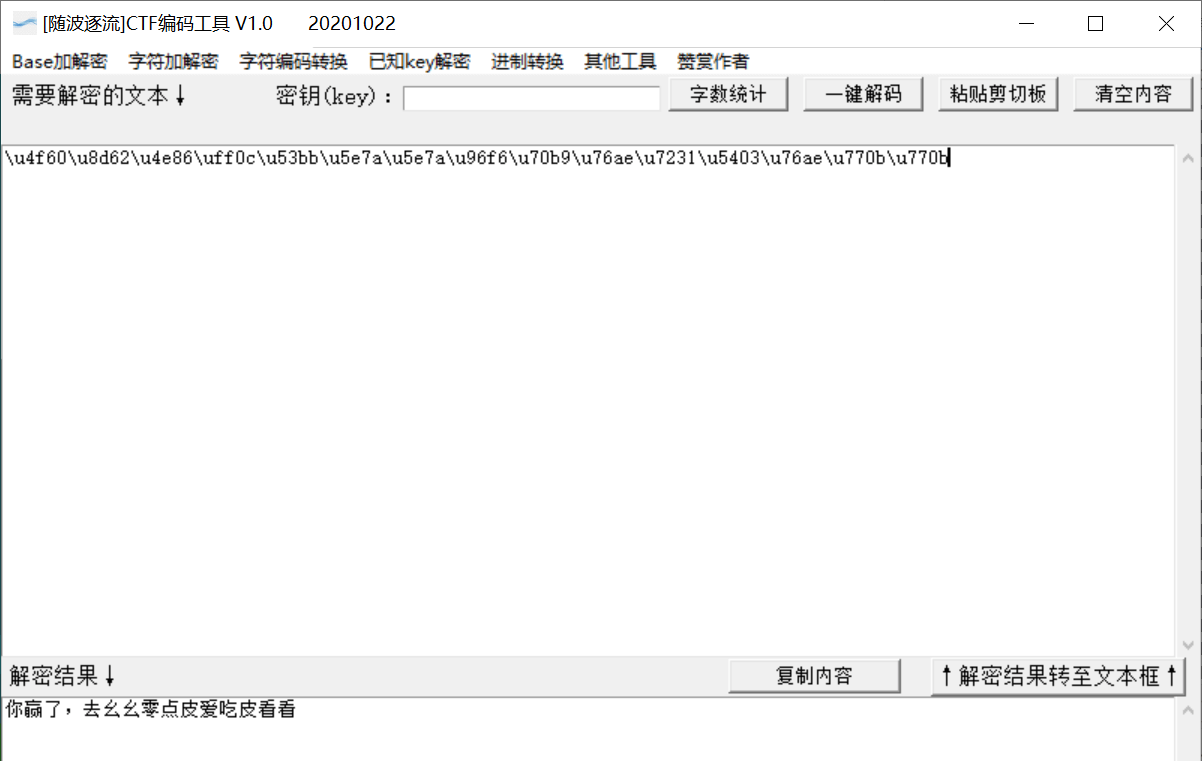 [随波逐流]CTF编码工具 V1.0 20201022
Base加解密 字符加解密 字符编码转换 已知key解密 进制转换 其他工具 赞赏作者
需要解密的文本↓ 密钥(key)： 字数统计 一键解码 粘贴剪切板 清空内容
\u4f60\u8d62\u4e86\uff0c\u53bb\u5e7a\u5e7a\u96f6\u70b9\u76ae\u7231\u5403\u76ae\u770b\u770b
解密结果↓ 复制内容 ↑解密结果转至文本框↑
你赢了，去幺幺零点皮爱吃皮看看